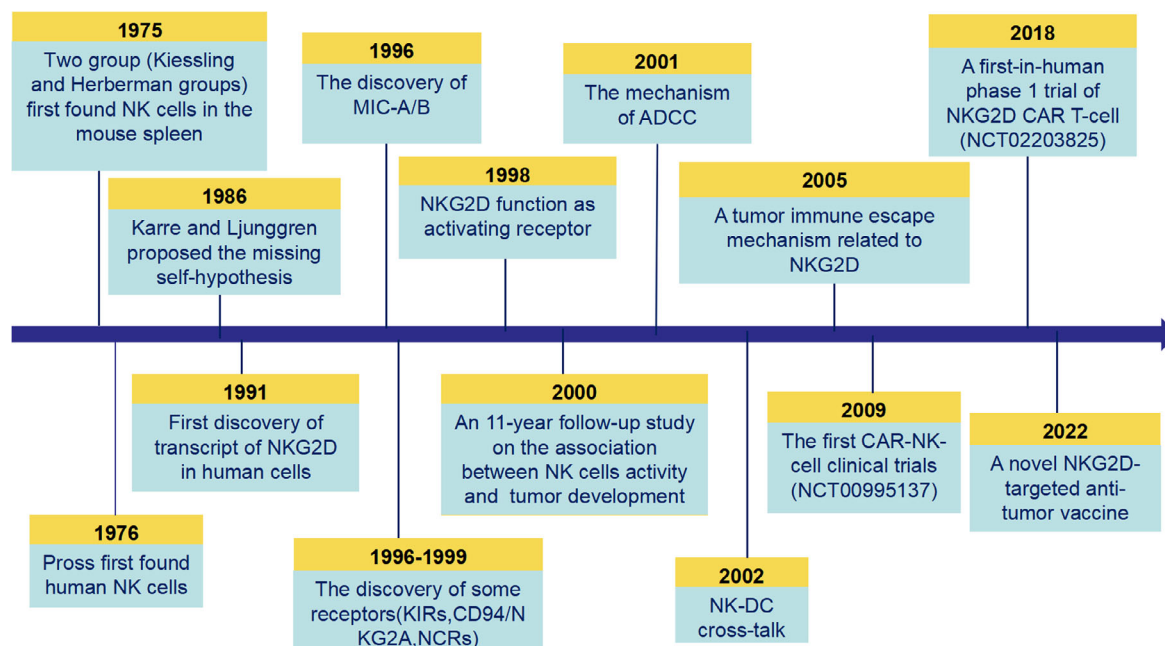 1975
Two group (Kiessling
and Herberman groups)
first found NK cells in the
mouse spleen
1986
Karre and Ljunggren
proposed the missing
self-hypothesis
1996
The discovery of
MIC-A/B
1998
NKG2D function as
activating receptor
2001
The mechanism
of ADCC
2005
A tumor immune escape
mechanism related to
NKG2D
2018
A first-in-human
phase 1 trial of
NKG2D CAR T-cell
(NCT02203825)
1976
Pross first found
human NK cells
1991
First discovery of
transcript of NKG2D
in human cells
1996-1999
The discovery of some
receptors(KIRs,CD94/N
KG2A,NCRs)
2000
An 11-year follow-up study
on the association
between NK cells activity
and tumor development
2002
NK-DC
cross-talk
2009
The first CAR-NK-
cell clinical trials
(NCT00995137)
2022
A novel NKG2D-
targeted anti-
tumor vaccine